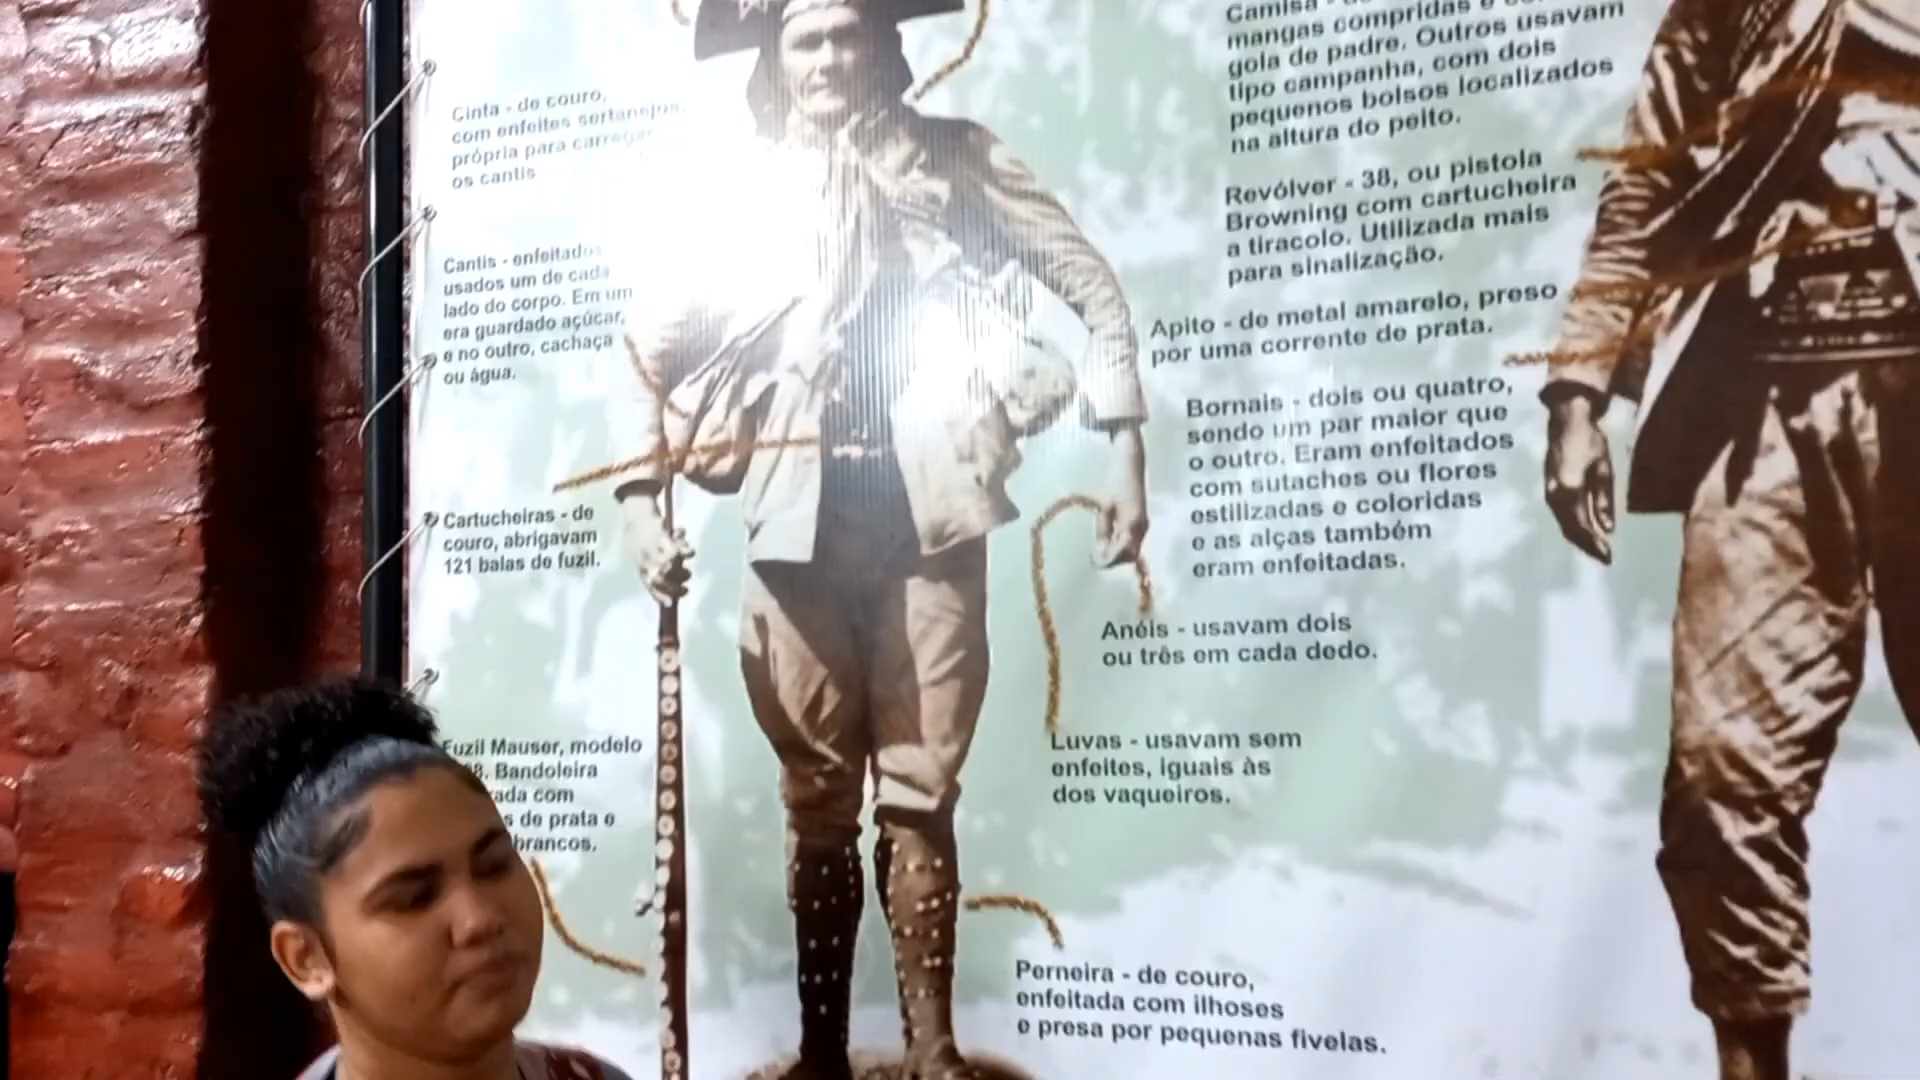 Cinta - de couro,
com enfeites sertanejos,
própria para carregar
os cantis
Cantis - enfeitados
usados um de cada
lado do corpo. Em um
era guardado açúcar,
e no outro, cachaça
ou água.
Cartucheiras - de
couro, abrigavam
121 balas de fuzil.
Fuzil Mauser, modelo
Bandoleira
com
de prata e
brancos.
Camisa -
mangas compridas e
gola de padre. Outros usavam
tipo campanha, com dois
pequenos bolsos localizados
na altura do peito.
Revólver - 38, ou pistola
Browning com cartucheira
a tiracolo. Utilizada mais
para sinalização.
Apito - de metal amarelo, preso
por uma corrente de prata.
Bornais - dois ou quatro,
sendo um par maior que
o outro. Eram enfeitados
com sutaches ou flores
estilizadas e coloridas
e as alças também
eram enfeitadas.
Anéis - usavam dois
ou três em cada dedo.
Luvas - usavam sem
enfeites, iguais às
dos vaqueiros.
Perneira - de couro,
enfeitada com ilhoses
e presa por pequenas fivelas.